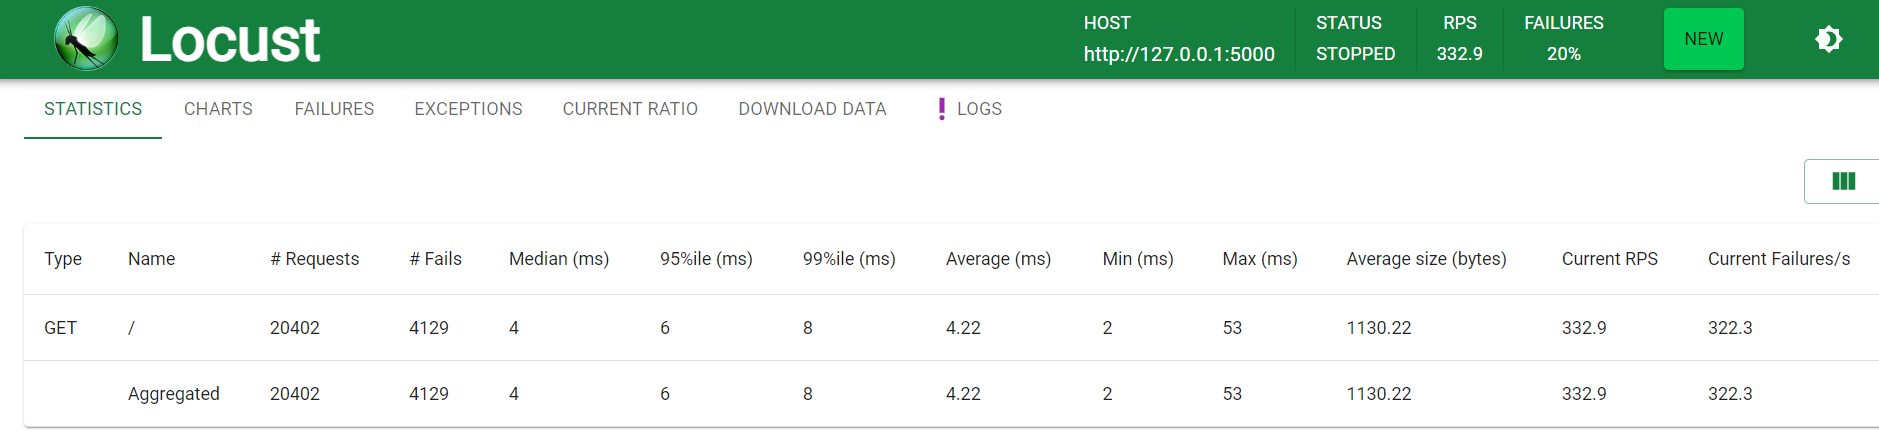 Locust
HOST
http://127.0.0.1:5000
STATUS
STOPPED
RPS
332.9
FAILURES
20%
NEW
STATISTICS CHARTS FAILURES EXCEPTIONS CURRENT RATIO DOWNLOAD DATA LOGS
Type Name # Requests # Fails Median (ms) 95%ile (ms) 99%ile (ms) Average (ms) Min (ms) Max (ms) Average size (bytes) Current RPS Current Failures/s
GET / 20402 4129 4 6 8 4.22 2 53 1130.22 332.9 322.3
Aggregated 20402 4129 4 6 8 4.22 2 53 1130.22 332.9 322.3